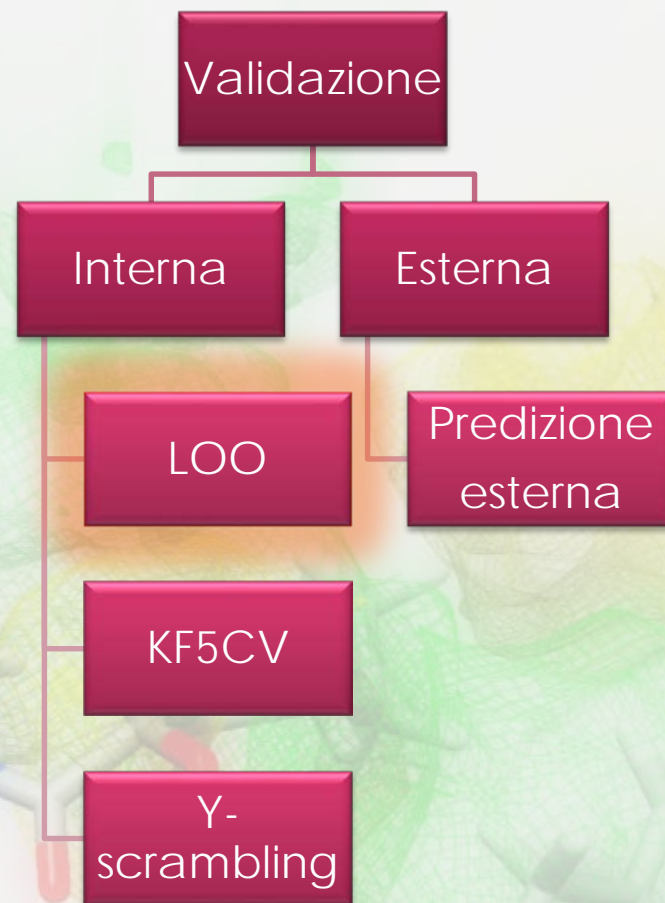 Validazione
Interna
Esterna
LOO
Predizione
esterna
KF5CV
Y-
scrambling